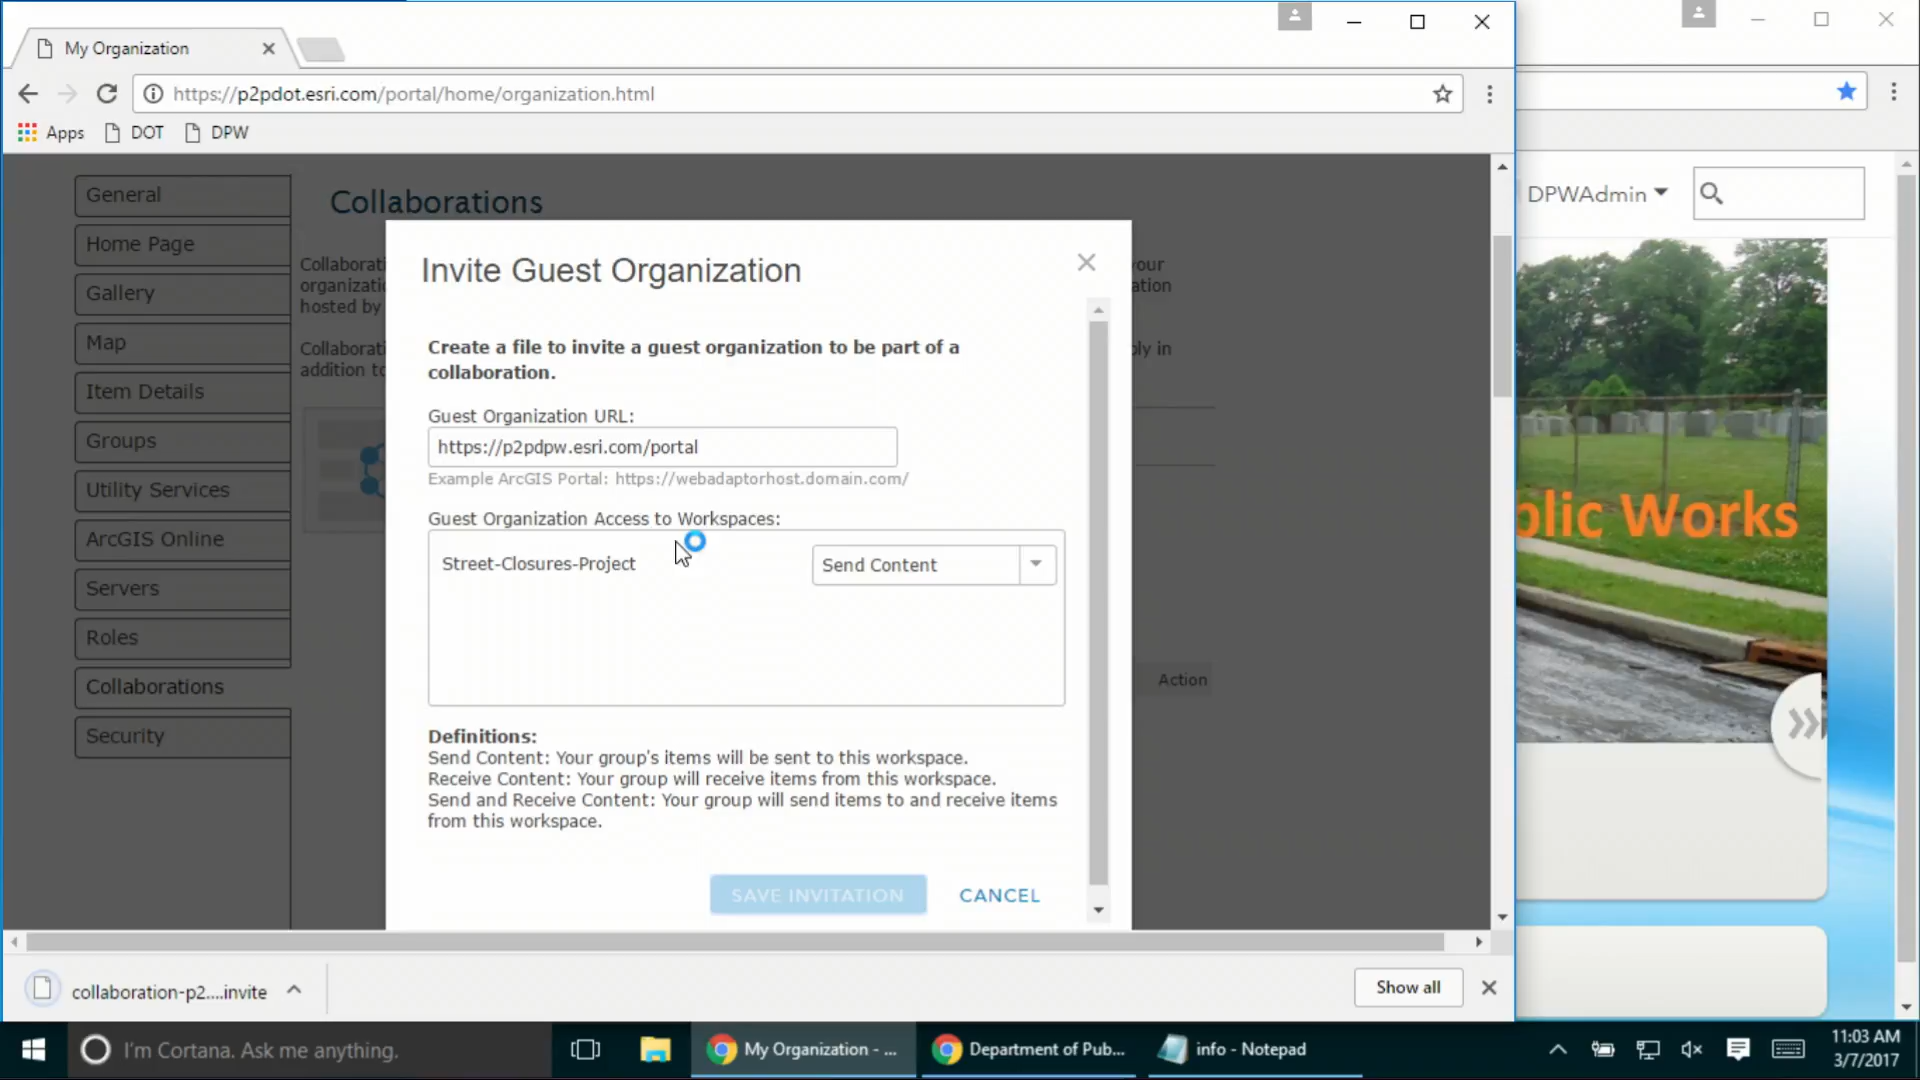 My Organization
https://p2pdot.esri.com/portal/home/organization.html
Apps
DOT
DPW
DPWAdmin
General
Home Page
Gallery
Map
Item Details
Groups
Utility Services
ArcGIS Online
Servers
Roles
Collaborations
Security
Collaborations
hosted by
addition to
Action
Invite Guest Organization
Create a file to invite a guest organization to be part of a
collaboration.
Guest Organization URL:
https://p2pdpw.esri.com/portal
Example ArcGIS Portal: https://webadaptorhost.domain.com/
Guest Organization Access to Workspaces:
Street-Closures-Project
Send Content
Definitions:
Send Content: Your group's items will be sent to this workspace.
Receive Content: Your group will receive items from this workspace.
Send and Receive Content: Your group will send items to and receive items
from this workspace.
SAVE INVITATION
CANCEL
blic Works
collaboration-p2....invite
Show all
I'm Cortana. Ask me anything.
My Organization - ...
Department of Pub...
info - Notepad
11:03 AM
3/7/2017